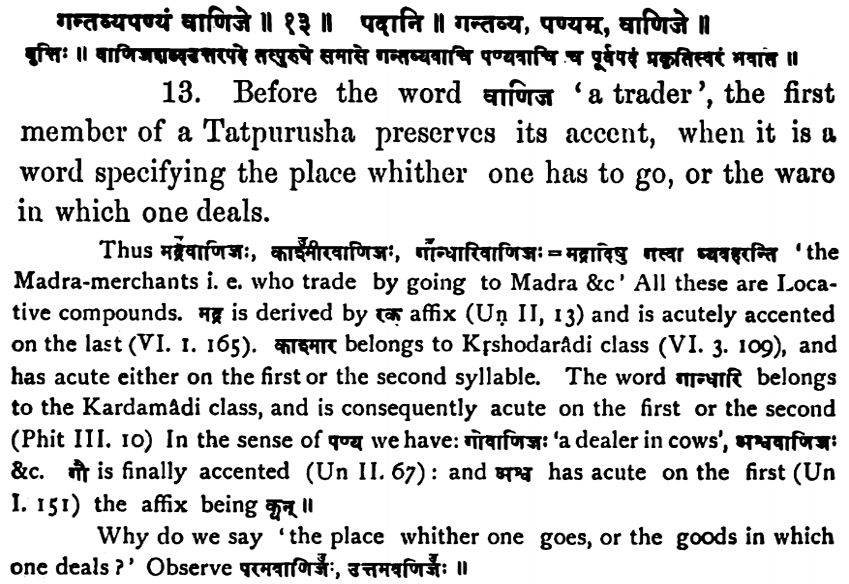 गन्तव्यपण्यं वाणिजे ॥ १३ ॥ पदानि ॥ गन्तव्य, पण्यम्, वाणिजे ॥
वृत्तिः ॥ वाणिजशब्दउत्तरपदे तत्पुरुषे समासे गन्तव्यवाचि पण्यवाचि च पूर्वपदं प्रकृतिस्वरं भवति ॥
13. Before the word वाणिज 'a trader', the first
member of a Tatpurusha preserves its accent, when it is a
word specifying the place whither one has to go, or the ware
in which one deals.
Thus मद्र॑वाणिजः, का॑श्मी॑रवाणिजः, गा॑न्धारिवाणिजः = मद्रादिषु गत्वा व्यवहरन्ति 'the
Madra-merchants i. e. who trade by going to Madra &c' All these are Loca-
tive compounds. मद्र is derived by रक् affix (Uṇ II, 13) and is acutely accented
on the last (VI. 1. 165). काश्मीर belongs to Kṛshodarâdi class (VI. 3. 109), and
has acute either on the first or the second syllable. The word गान्धारि belongs
to the Kardamâdi class, and is consequently acute on the first or the second
(Phit III. 10) In the sense of पण्य we have: गोवाणिजः 'a dealer in cows', अश्ववाणिजः
&c. गौ is finally accented (Un II. 67) : and अश्व has acute on the first (Un
I. 151) the affix being क्वन् ॥
Why do we say 'the place whither one goes, or the goods in which
one deals ?' Observe परमवाणिजः॑, उत्तमवणिजः॑ ॥